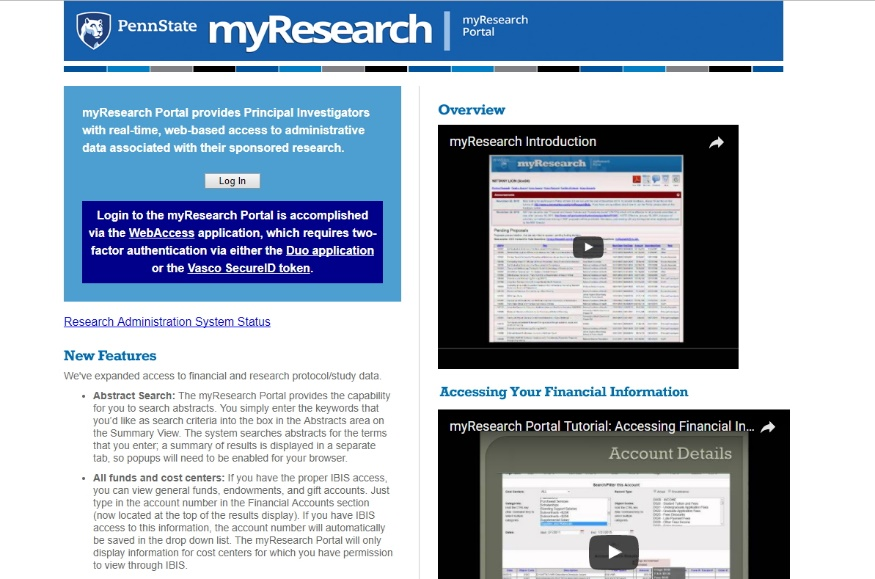 PennState
myResearch
myResearch
Portal
myResearch Portal provides Principal Investigators
with real-time, web-based access to administrative
data associated with their sponsored research.
Log In
Login to the myResearch Portal is accomplished
via the WebAccess application, which requires two-
factor authentication via either the Duo application
or the Vasco SecureID token.
Research Administration System Status
New Features
We've expanded access to financial and research protocol/study data.
• Abstract Search: The myResearch Portal provides the capability
for you to search abstracts. You simply enter the keywords that
you'd like as search criteria into the box in the Abstracts area on
the Summary View. The system searches abstracts for the terms
that you enter; a summary of results is displayed in a separate
tab, so popups will need to be enabled for your browser.
• All funds and cost centers: If you have the proper IBIS access,
you can view general funds, endowments, and gift accounts. Just
type in the account number in the Financial Accounts section
(now located at the top of the results display). If you have IBIS
access to this information, the account number will automatically
be saved in the drop down list. The myResearch Portal will only
display information for cost centers for which you have permission
to view through IBIS.
Overview
myResearch Introduction
myResearch
Pending Proposals
Accessing Your Financial Information
myResearch Portal Tutorial: Accessing Financial In...
Account Details
Search/Filter this Account